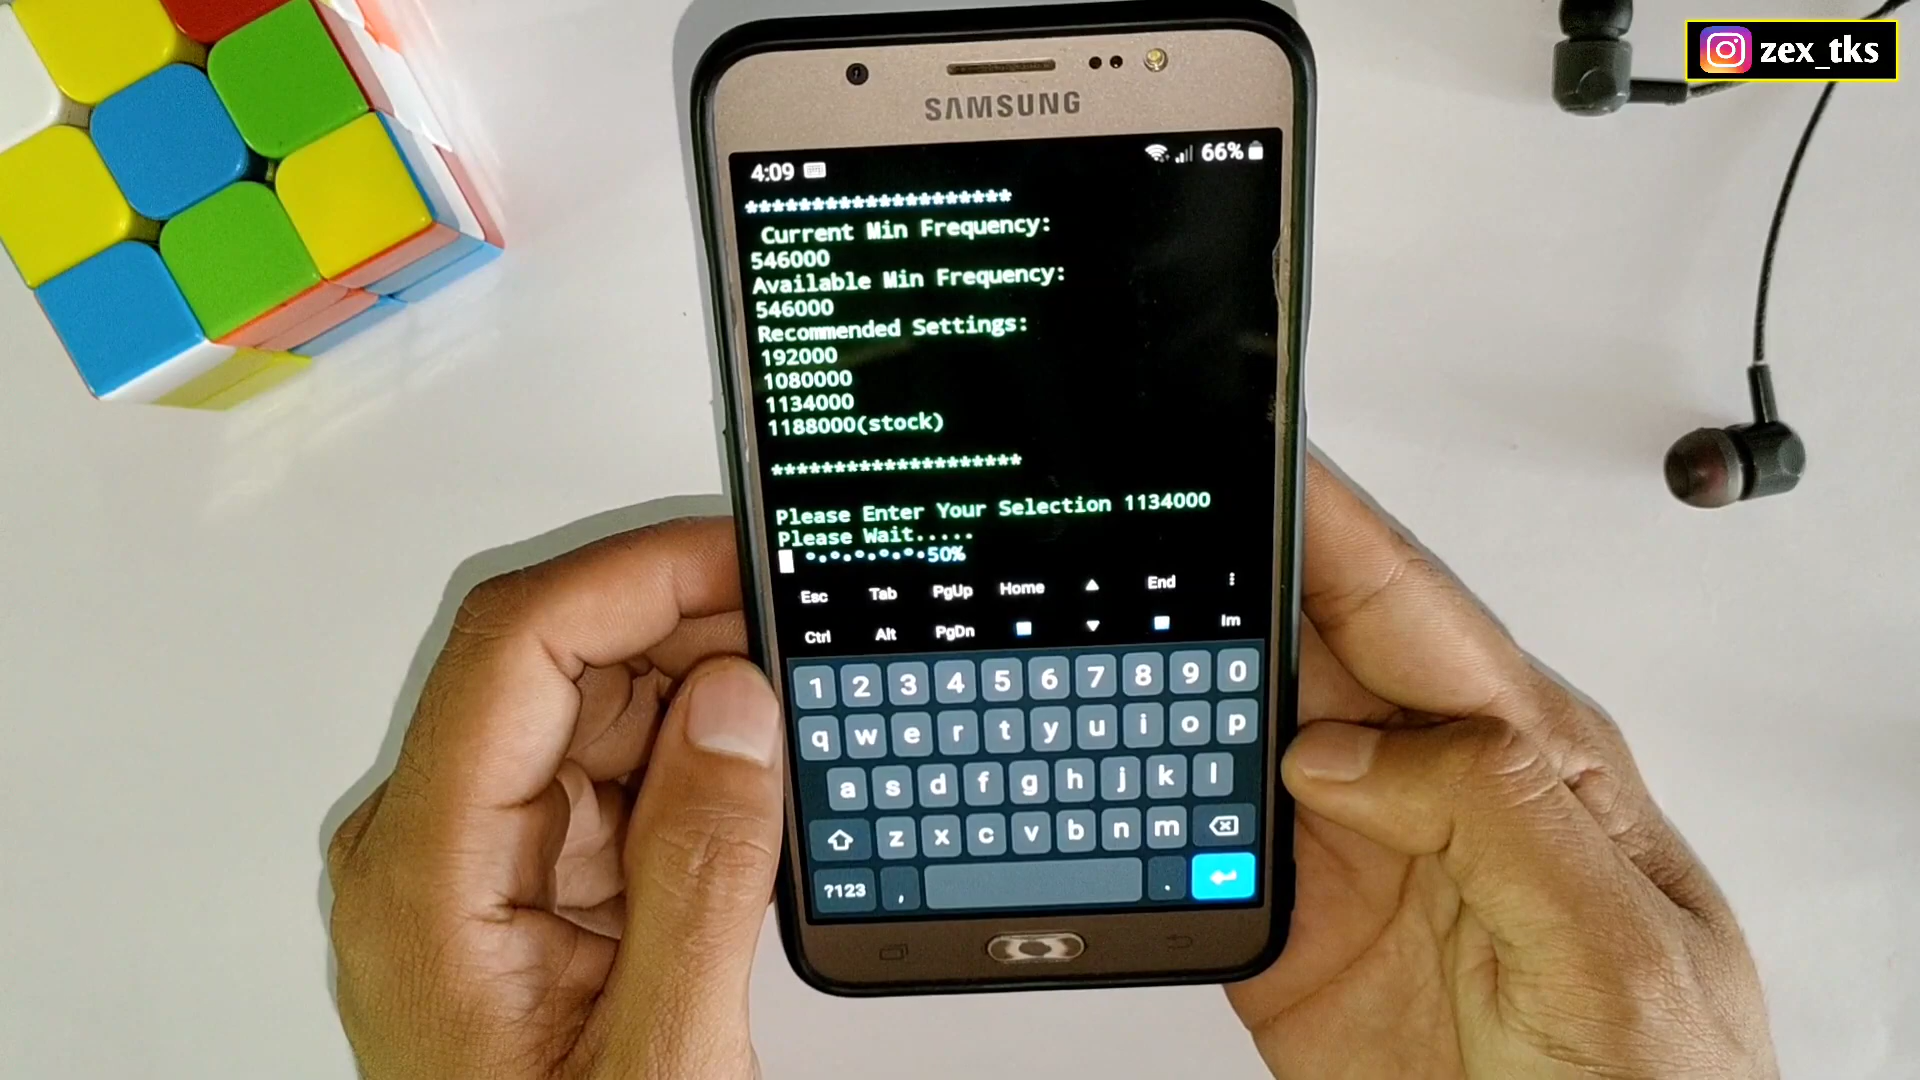 zex_tks
SAMSUNG
4:09 66%
********************
Current Min Frequency:
546000
Available Min Frequency:
546000
Recommended Settings:
192000
1080000
1134000
1188000(stock)
********************
Please Enter Your Selection 1134000
Please Wait.....
°•°•°•°•°•50%
Esc Tab PgUp Home ▲ End ⋮
Ctrl Alt PgDn ▼ Im
1 2 3 4 5 6 7 8 9 0
q w e r t y u i o p
a s d f g h j k l
z x c v b n m
?123 , .